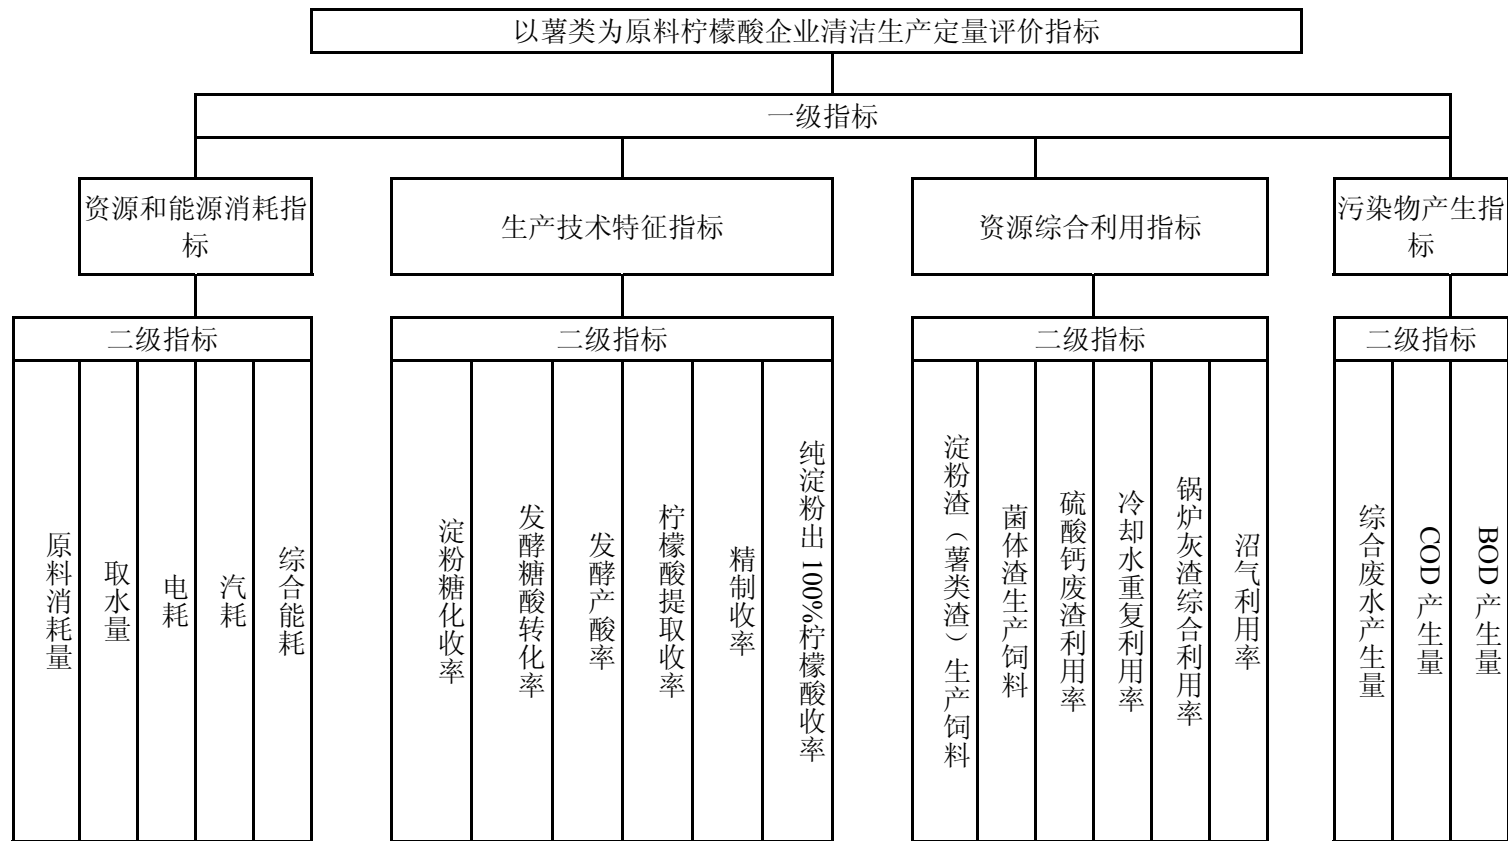 以薯类为原料柠檬酸企业清洁生产定量评价指标
一级指标
资源和能源消耗指
标
生产技术特征指标
资源综合利用指标
污染物产生指
标
二级指标
二级指标
二级指标
二级指标
原料消耗量
取水量
电耗
汽耗
综合能耗
淀粉糖化收率
发酵糖酸转化率
发酵产酸率
柠檬酸提取收率
精制收率
纯淀粉出 100%柠檬酸收率
淀粉渣（薯类渣）生产饲料
菌体渣生产饲料
硫酸钙废渣利用率
冷却水重复利用率
锅炉灰渣综合利用率
沼气利用率
综合废水产生量
COD 产生量
BOD 产生量